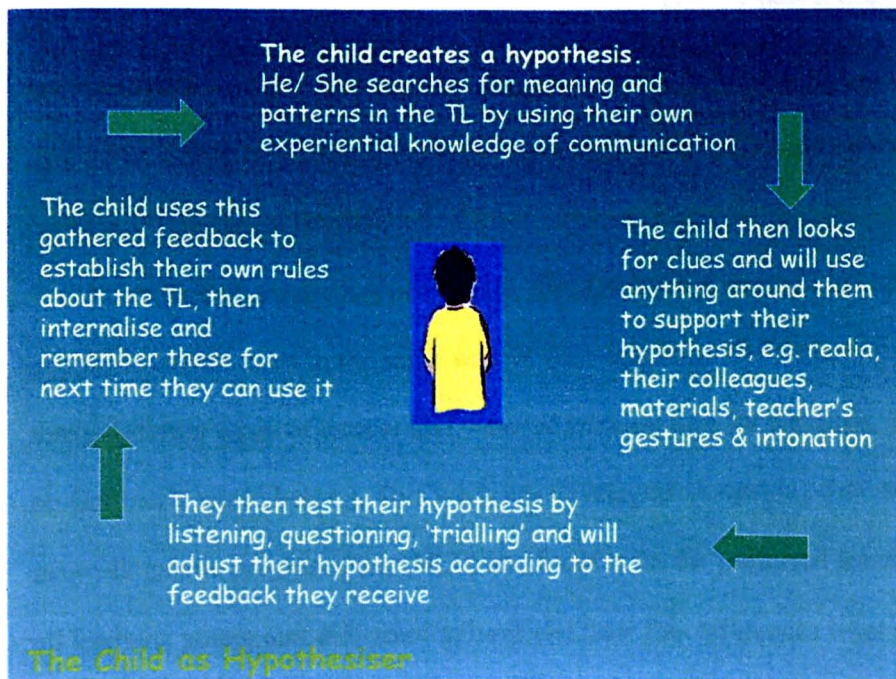 The child creates a hypothesis.
He/ She searches for meaning and
patterns in the TL by using their own
experiential knowledge of communication
The child then looks
for clues and will use
anything around them
to support their
hypothesis, e.g. realia,
their colleagues,
materials, teacher's
gestures & intonation
They then test their hypothesis by
listening, questioning, 'trialling' and will
adjust their hypothesis according to the
feedback they receive
The child uses this
gathered feedback to
establish their own rules
about the TL, then
internalise and
remember these for
next time they can use it
The Child as Hypothesiser